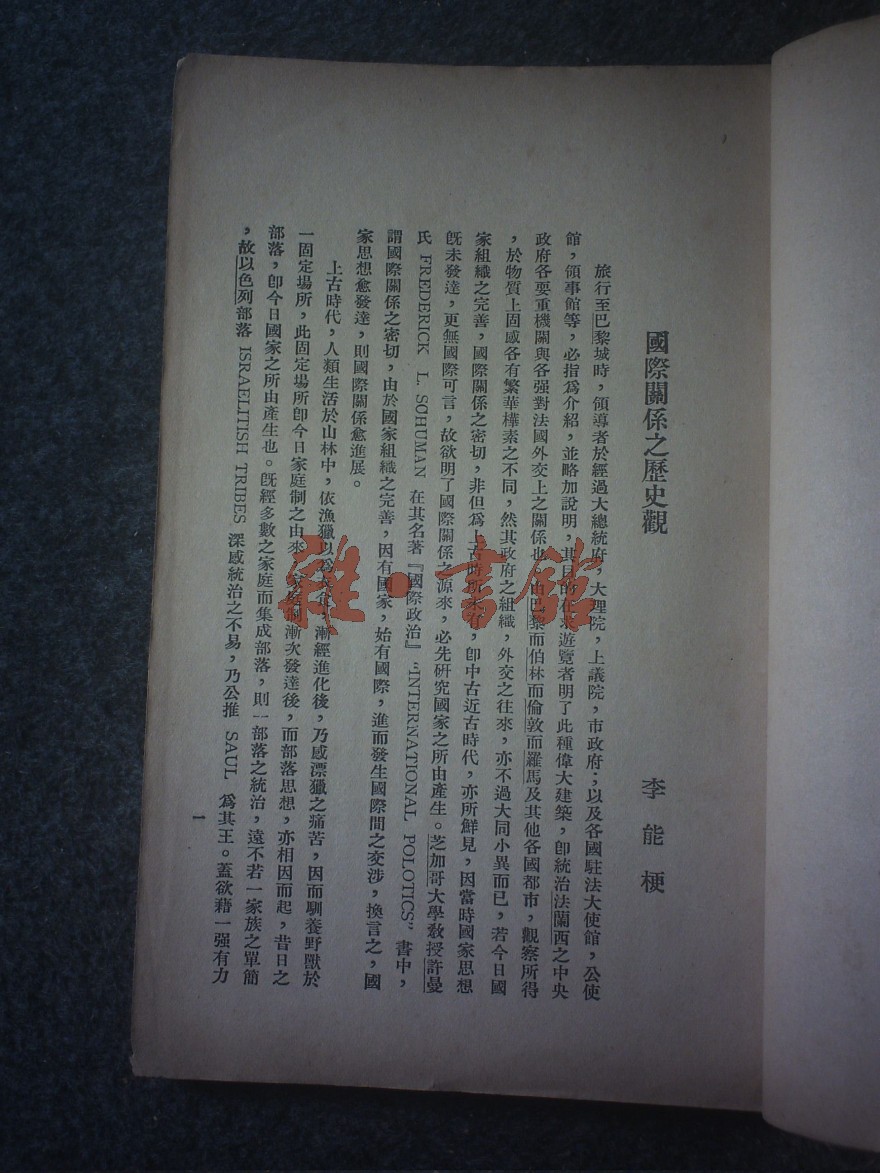 國際關係之歷史觀
李能梗
旅行至巴黎城時，領導者於經過大總統府，大理院，上議院，市政府；以及各國駐法大使館，公使
館，領事館等，必指爲介紹，並略加說明，其目的在求遊覽者明了此種偉大建築，卽統治法蘭西之中央
政府各要重機關與各强對法國外交上之關係也。由巴黎而伯林而倫敦而羅馬及其他各國都市，觀察所得
，於物質上固或各有繁華樸素之不同，然其政府之組織，外交之往來，亦不過大同小異而已，若今日國
家組織之完善，國際關係之密切，非但爲上古時所未有，卽中古近古時代，亦所鮮見，因當時國家思想
旣未發達，更無國際可言，故欲明了國際關係之源來，必先研究國家之所由產生。芝加哥大學敎授許曼
氏 FREDERICK L. SCHUMAN 在其名著『國際政治』“INTERNATIONAL POLOTICS”書中，
謂國際關係之密切，由於國家組織之完善，因有國家，始有國際，進而發生國際間之交涉，換言之，國
家思想愈發達，則國際關係愈進展。
上古時代，人類生活於山林中，依漁獵以爲衣食，漸經進化後，乃感漂獵之痛苦，因而馴養野獸於
一固定場所，此固定場所卽今日家庭制之由來，家庭制漸次發達後，而部落思想，亦相因而起，昔日之
部落，卽今日國家之所由產生也。旣經多數之家庭而集成部落，則一部落之統治，遠不若一家族之單簡
，故以色列部落 ISRAELITISH TRIBES 深感統治之不易，乃公推 SAUL 爲其王。蓋欲藉一强有力
1
雜·書館